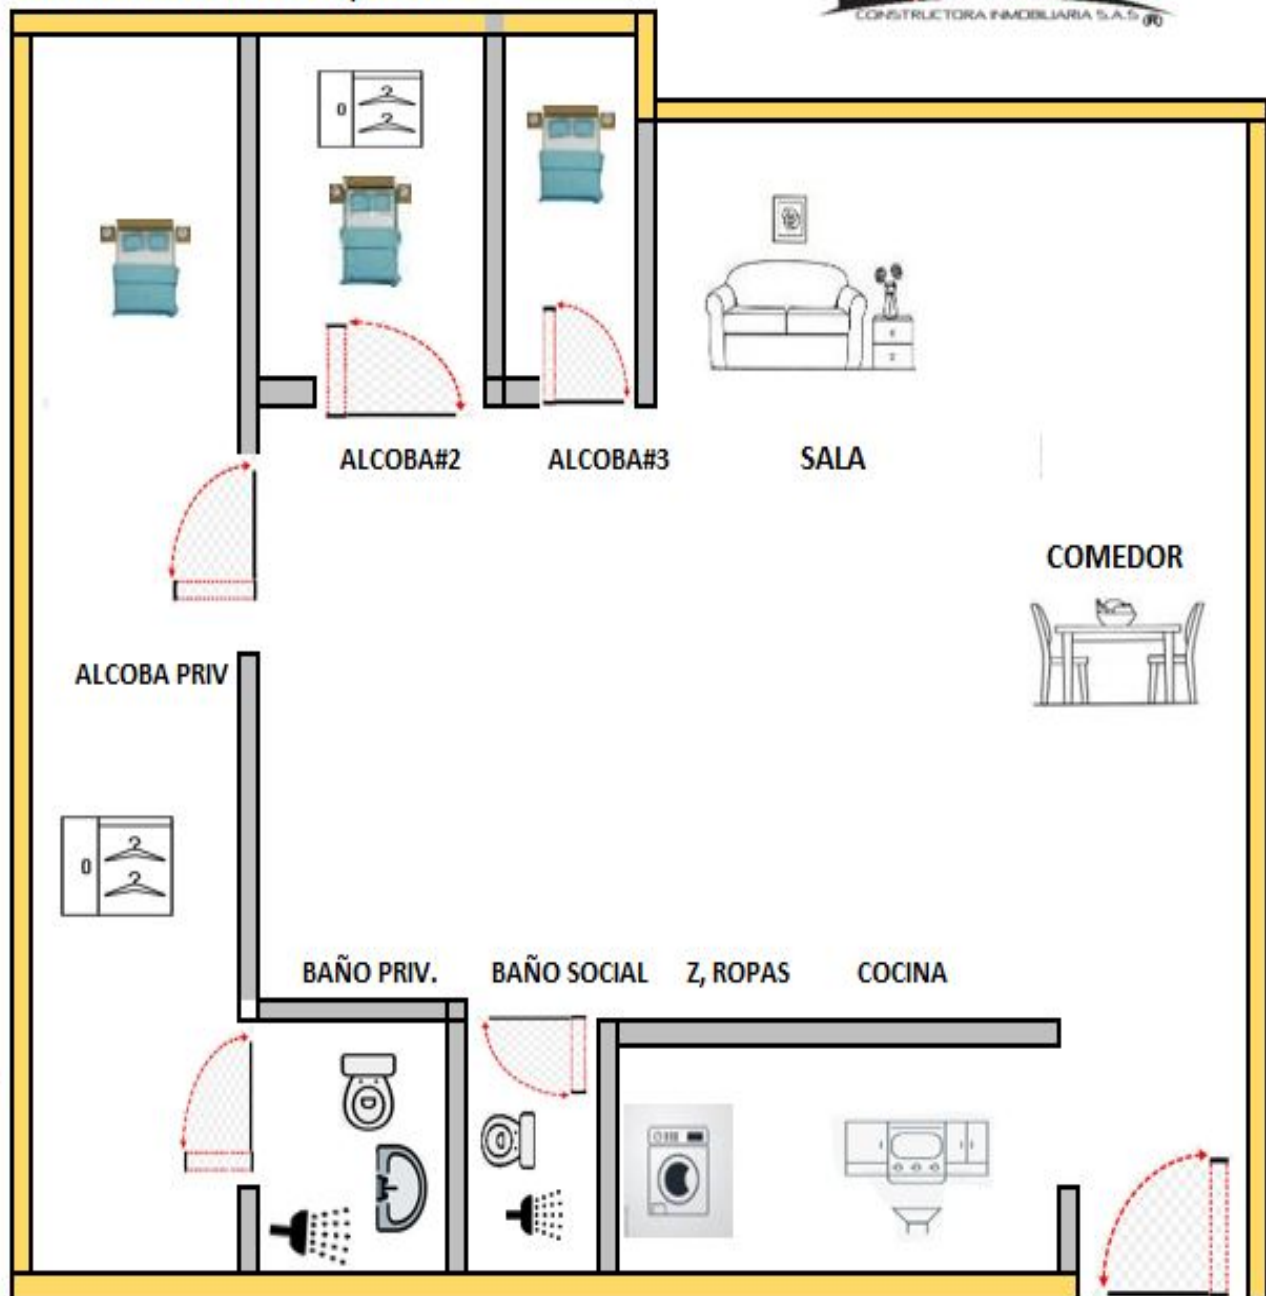 CONSTRUCTORA INMOBILIARIA S.A.S (R)
ALCOBA#2
ALCOBA#3
SALA
COMEDOR
ALCOBA PRIV
BAÑO PRIV.
BAÑO SOCIAL
Z, ROPAS
COCINA